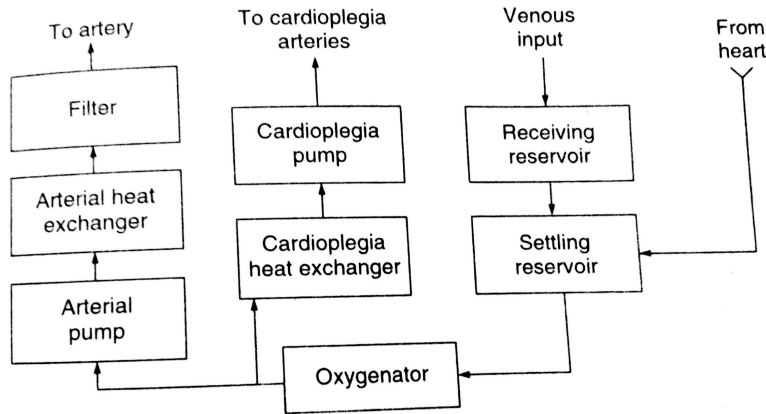 To artery
To cardioplegia
arteries
Venous
input
From
heart
Filter
Cardioplegia
pump
Receiving
reservoir
Arterial heat
exchanger
Cardioplegia
heat exchanger
Settling
reservoir
Arterial
pump
Oxygenator